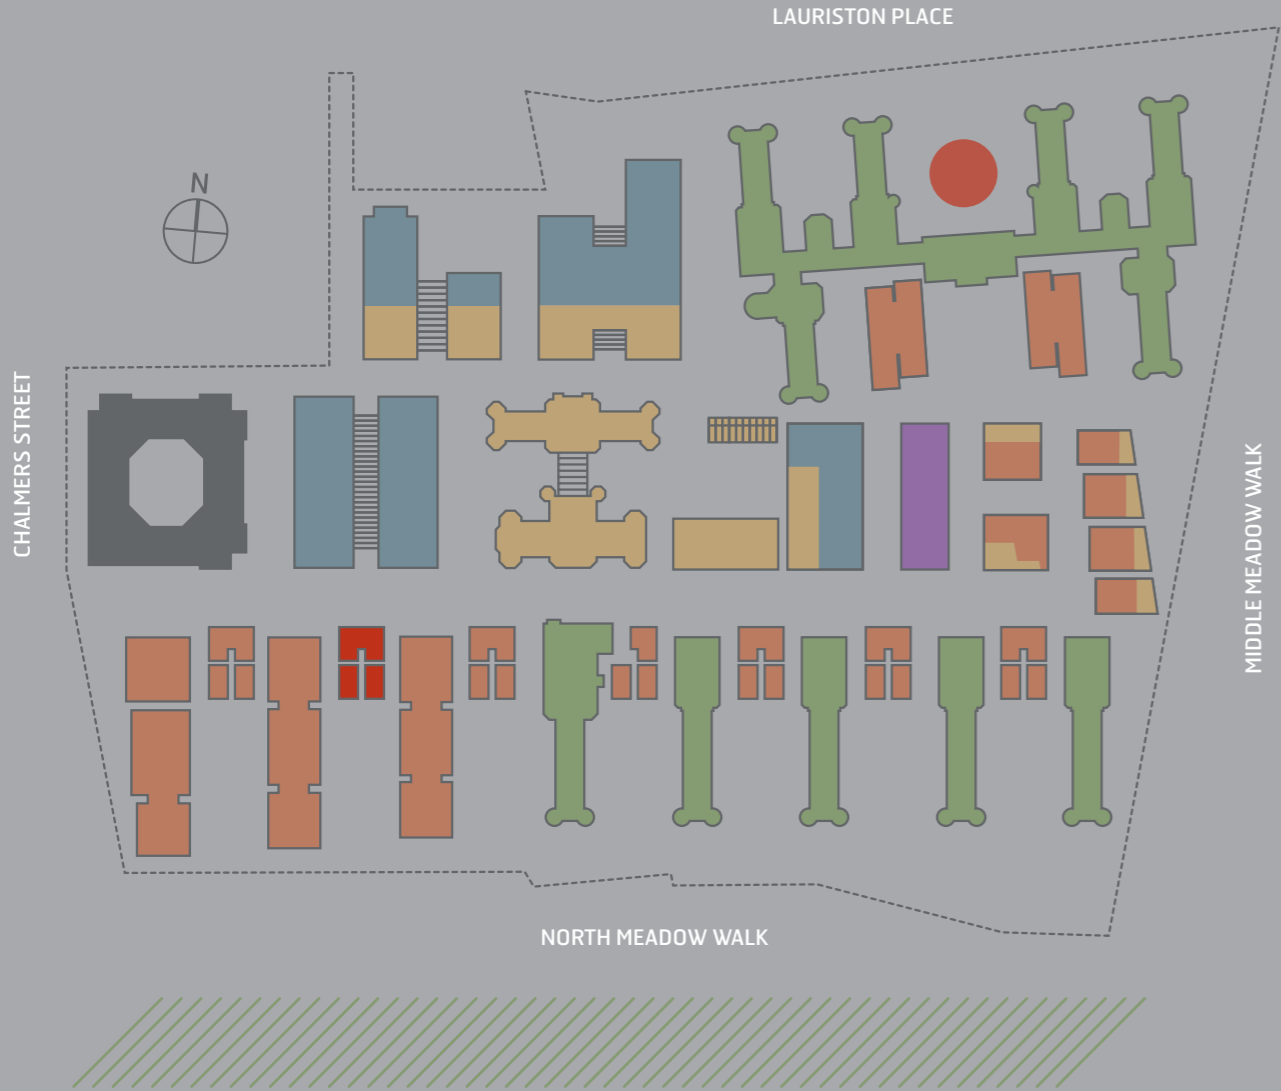 LAURISTON PLACE
N
CHALMERS STREET
MIDDLE MEADOW WALK
NORTH MEADOW WALK